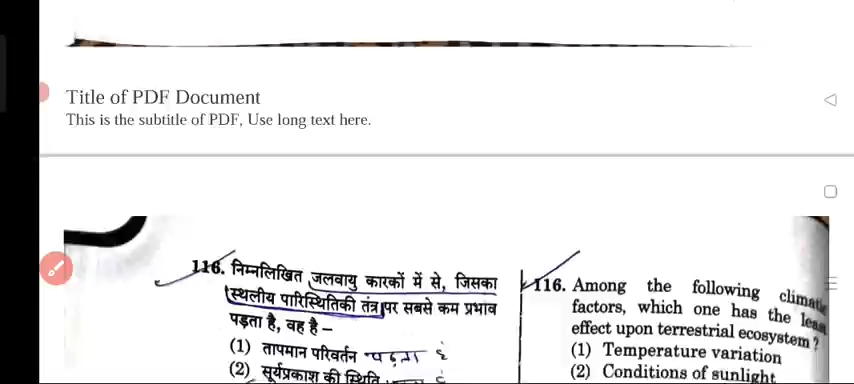 Title of PDF Document
This is the subtitle of PDF, Use long text here.
116. निम्नलिखित जलवायु कारकों में से, जिसका
स्थलीय पारिस्थितिकी तंत्र पर सबसे कम प्रभाव
पड़ता है, वह है –
(1) तापमान परिवर्तन
(2) सूर्यप्रकाश की स्थिति
116. Among the following climatic
factors, which one has the least
effect upon terrestrial ecosystem ?
(1) Temperature variation
(2) Conditions of sunlight